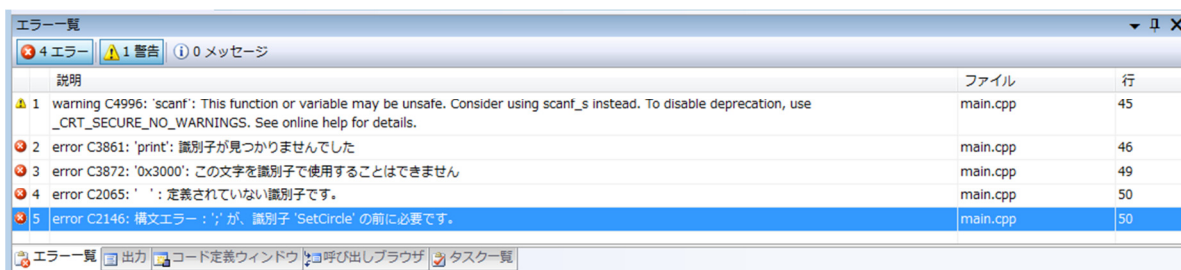 エラー一覧
4 エラー 1 警告 0 メッセージ
説明 ファイル 行
1 warning C4996: 'scanf': This function or variable may be unsafe. Consider using scanf_s instead. To disable deprecation, use main.cpp 45
_CRT_SECURE_NO_WARNINGS. See online help for details.
2 error C3861: 'print': 識別子が見つかりませんでした main.cpp 46
3 error C3872: '0x3000': この文字を識別子で使用することはできません main.cpp 49
4 error C2065: '　' : 定義されていない識別子です。 main.cpp 50
5 error C2146: 構文エラー : ';' が、識別子 'SetCircle' の前に必要です。 main.cpp 50
エラー一覧 出力 コード定義ウィンドウ 呼び出しブラウザ タスク一覧